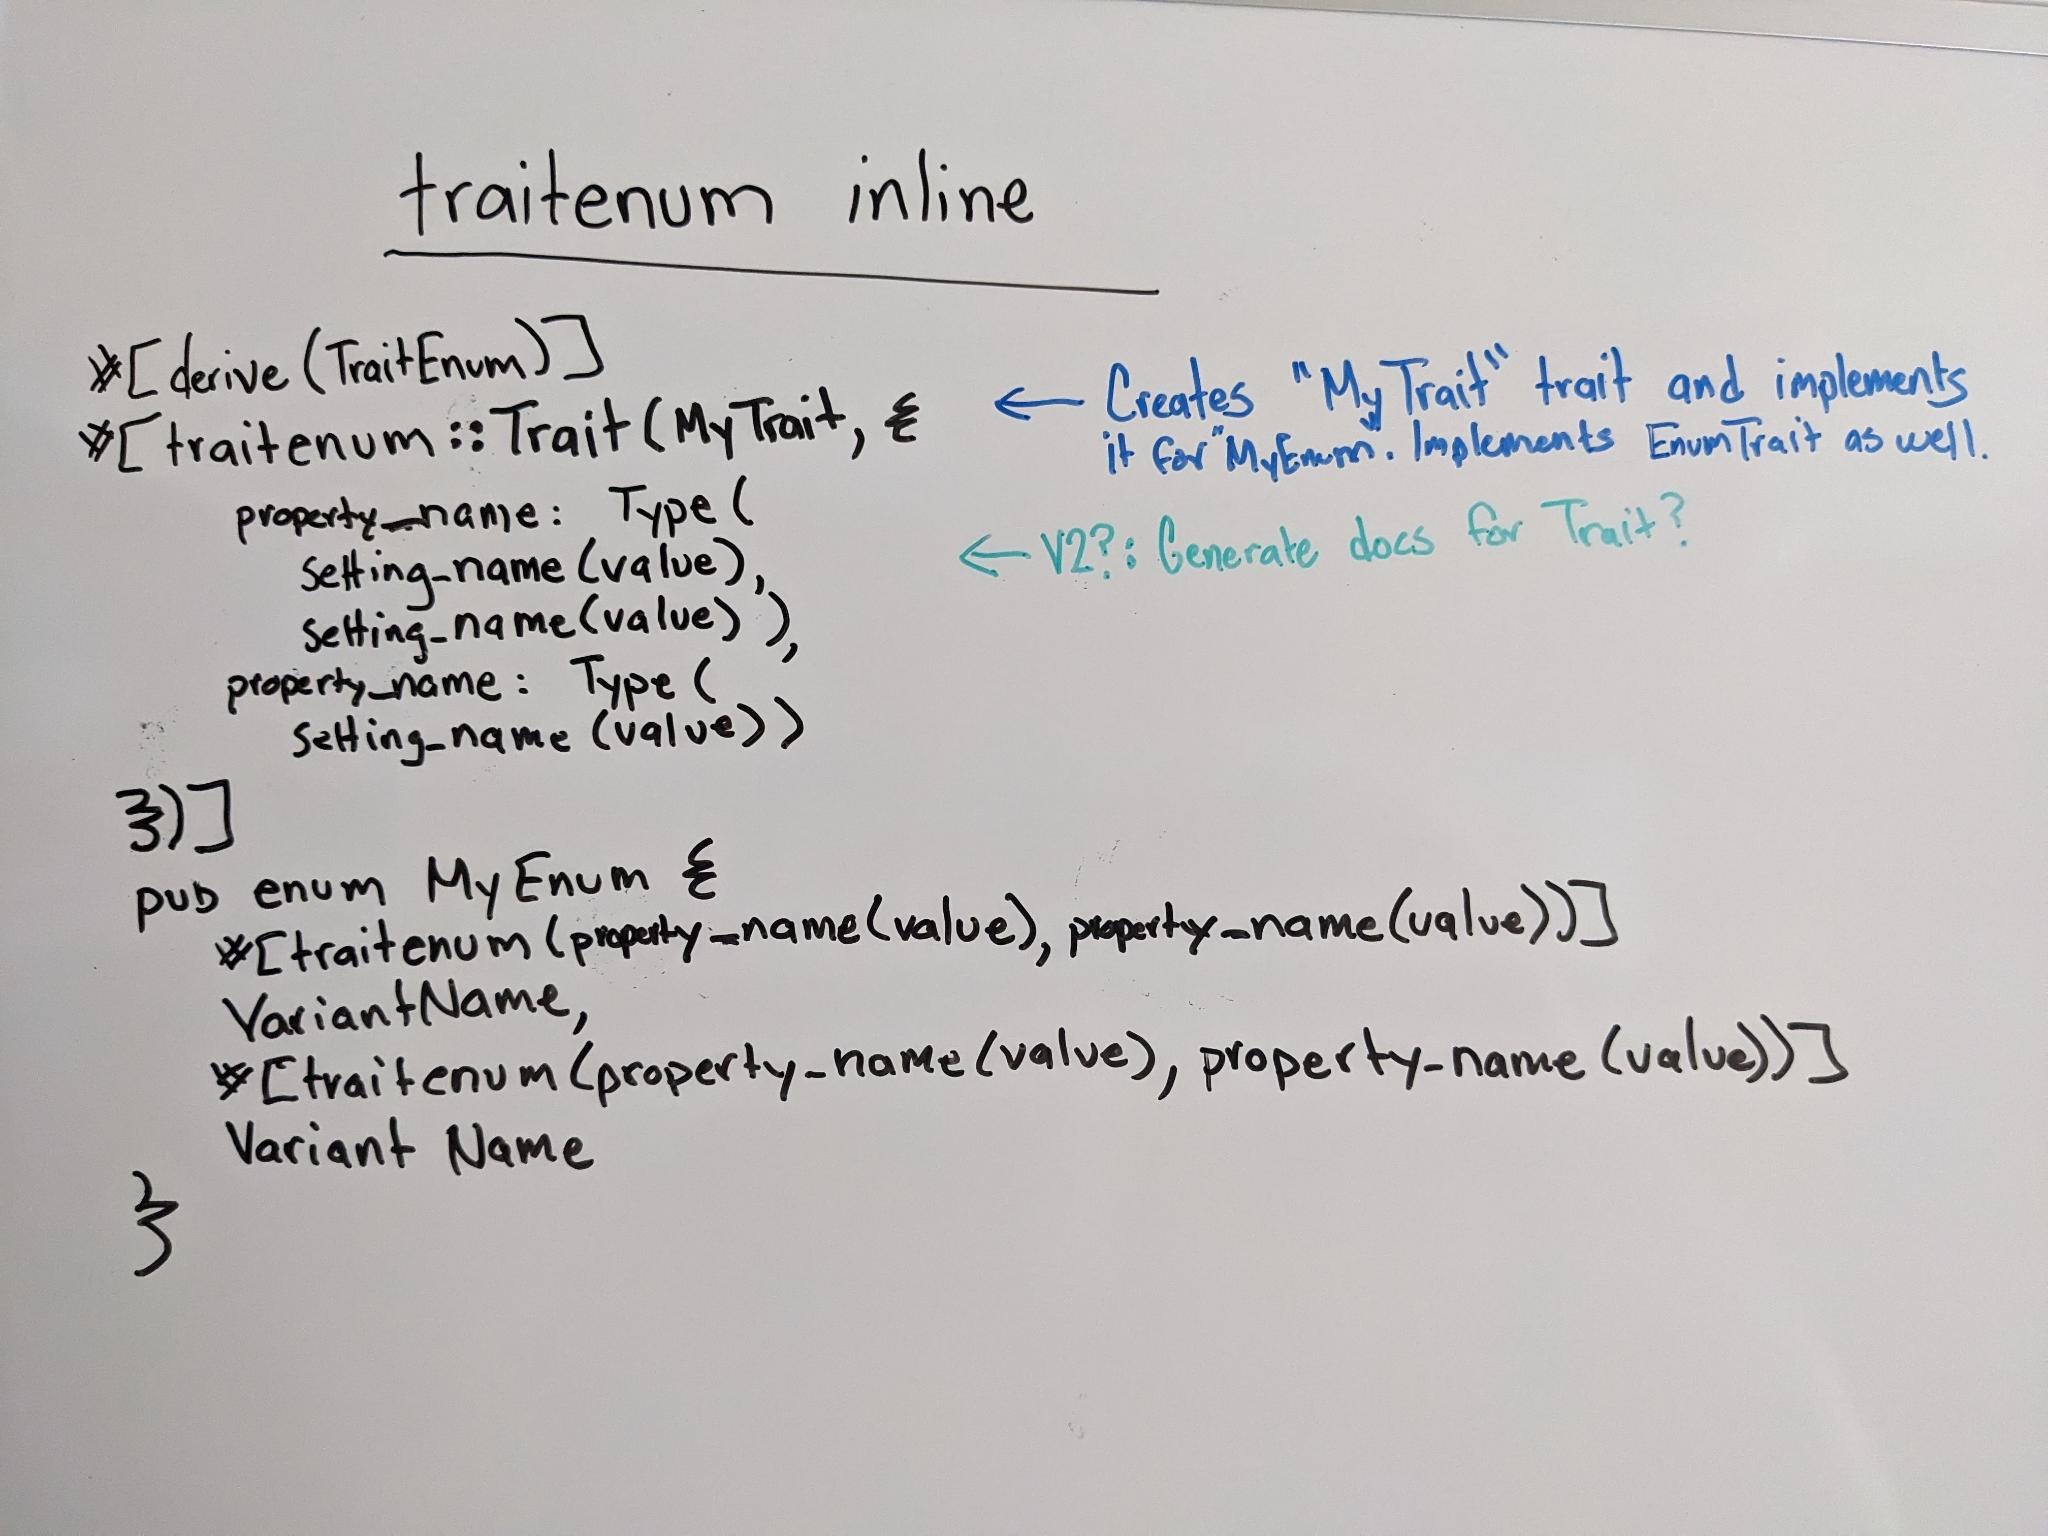 traitenum inline
#[derive(TraitEnum)]
#[traitenum::Trait(MyTrait, {
← Creates "MyTrait" trait and implements
it for "MyEnum". Implements EnumTrait as well.
property_name: Type(
← V2?: Generate docs for Trait?
setting_name(value),
setting_name(value)),
property_name: Type(
setting_name(value))
})]
pub enum MyEnum {
#[traitenum(property_name(value), property_name(value))]
VariantName,
#[traitenum(property_name(value), property_name(value))]
Variant Name
}